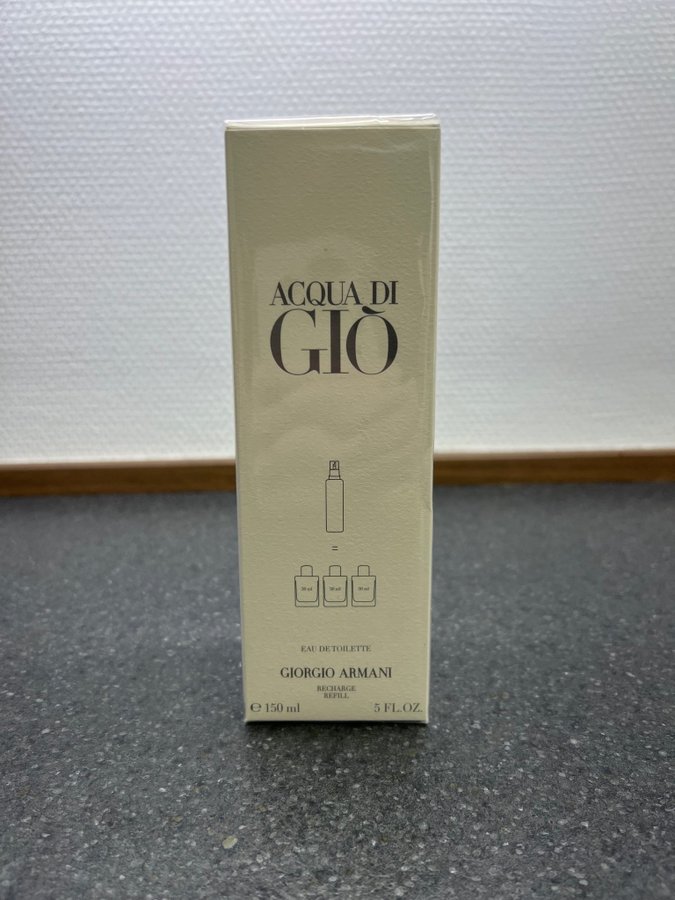 ACQUA DI
GIÒ
=
EAU DE TOILETTE
GIORGIO ARMANI
RECHARGE
REFILL
℮ 150 ml 5 FL.OZ.